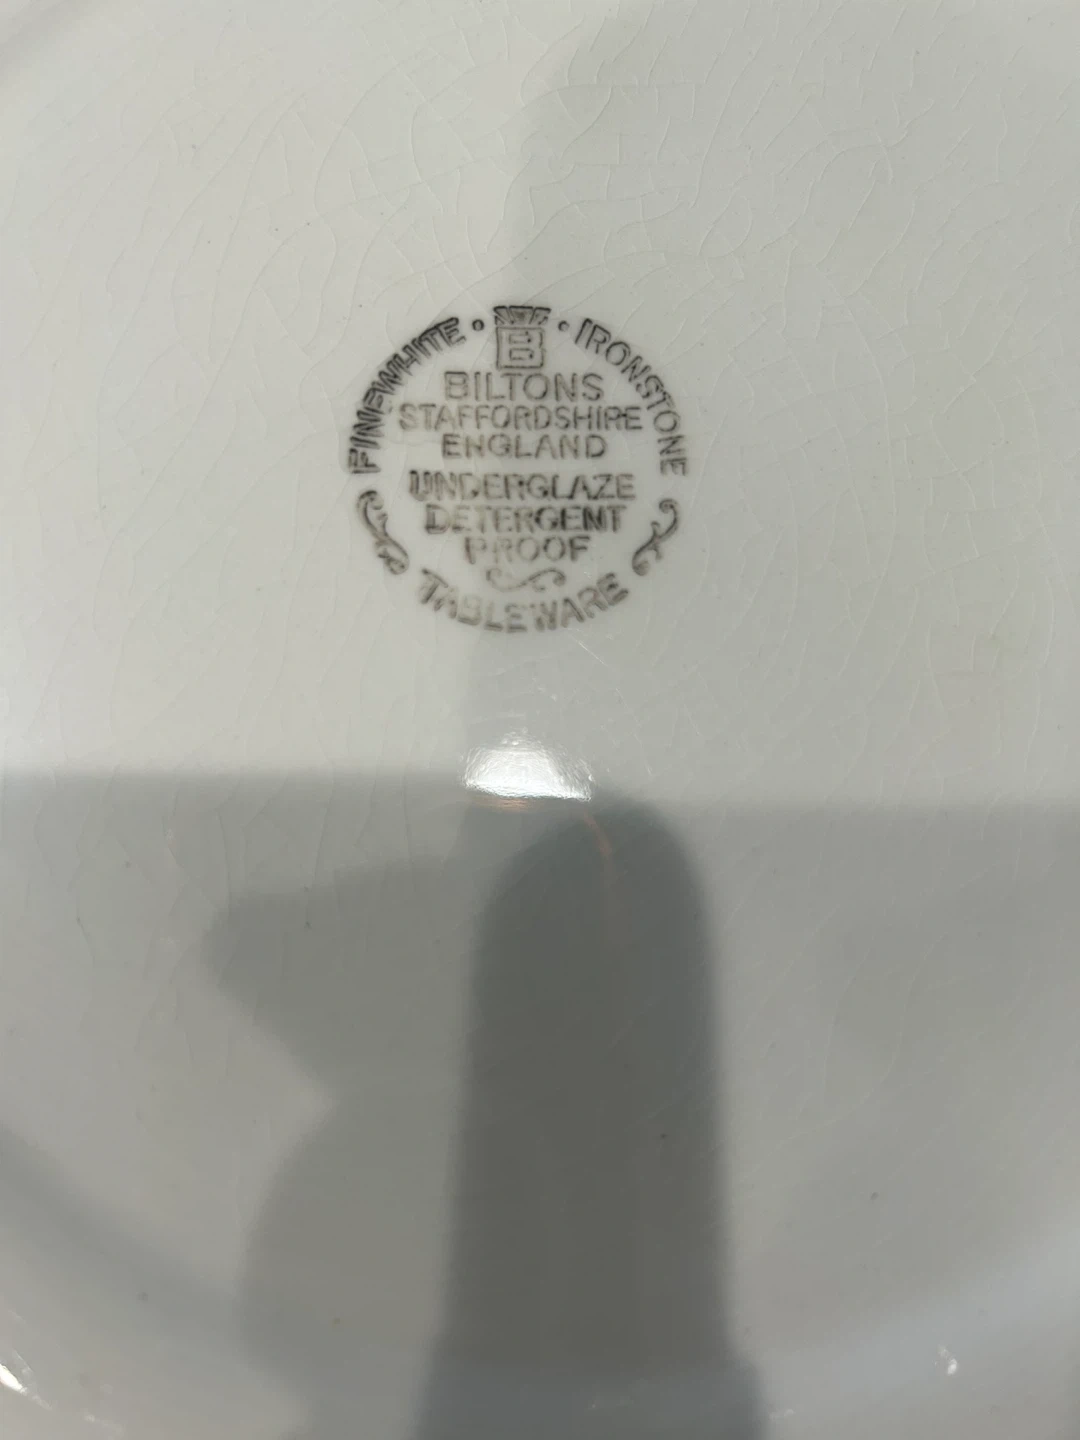 FINEWHITE • B • IRONSTONE
BILTONS
STAFFORDSHIRE
ENGLAND
UNDERGLAZE
DETERGENT
PROOF
TABLEWARE